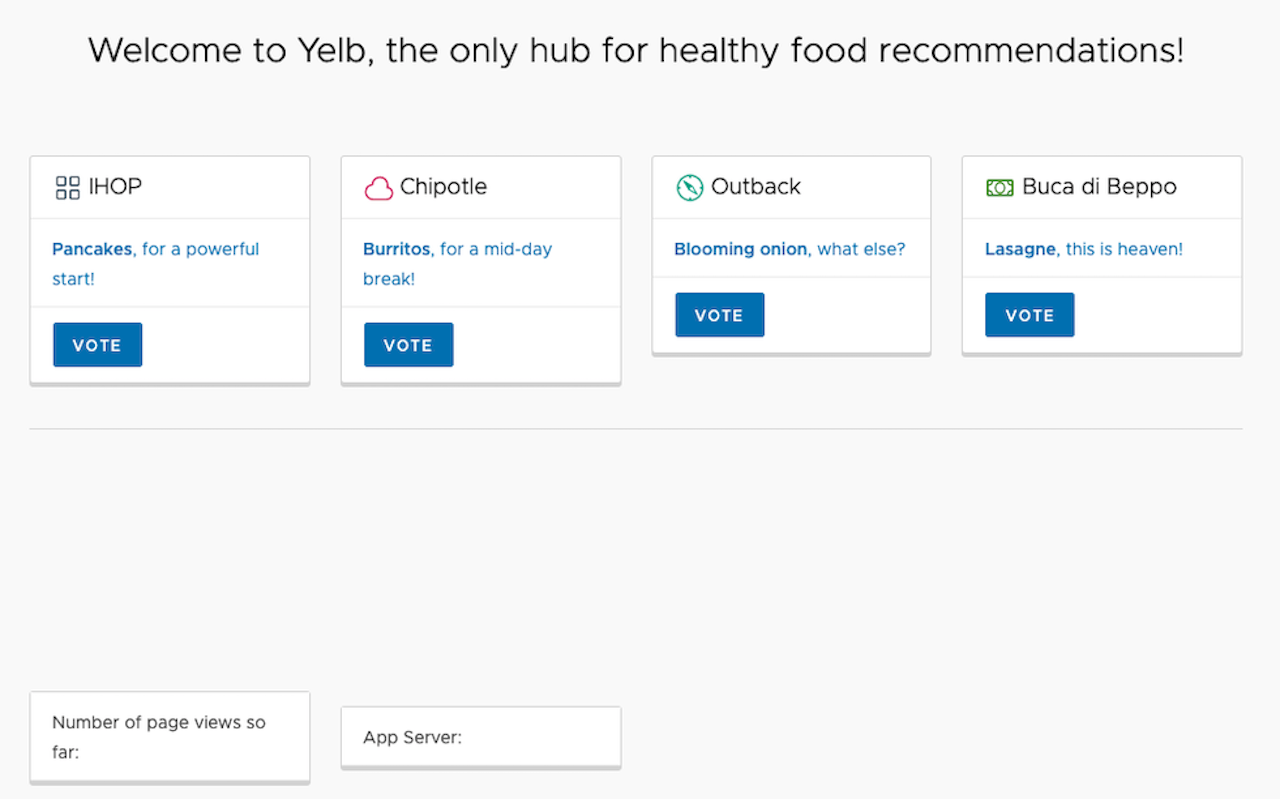 Welcome to Yelb, the only hub for healthy food recommendations!
IHOP
Pancakes, for a powerful
start!
VOTE
Chipotle
Burritos, for a mid-day
break!
VOTE
Outback
Blooming onion, what else?
VOTE
Buca di Beppo
Lasagne, this is heaven!
VOTE
Number of page views so
far:
App Server: